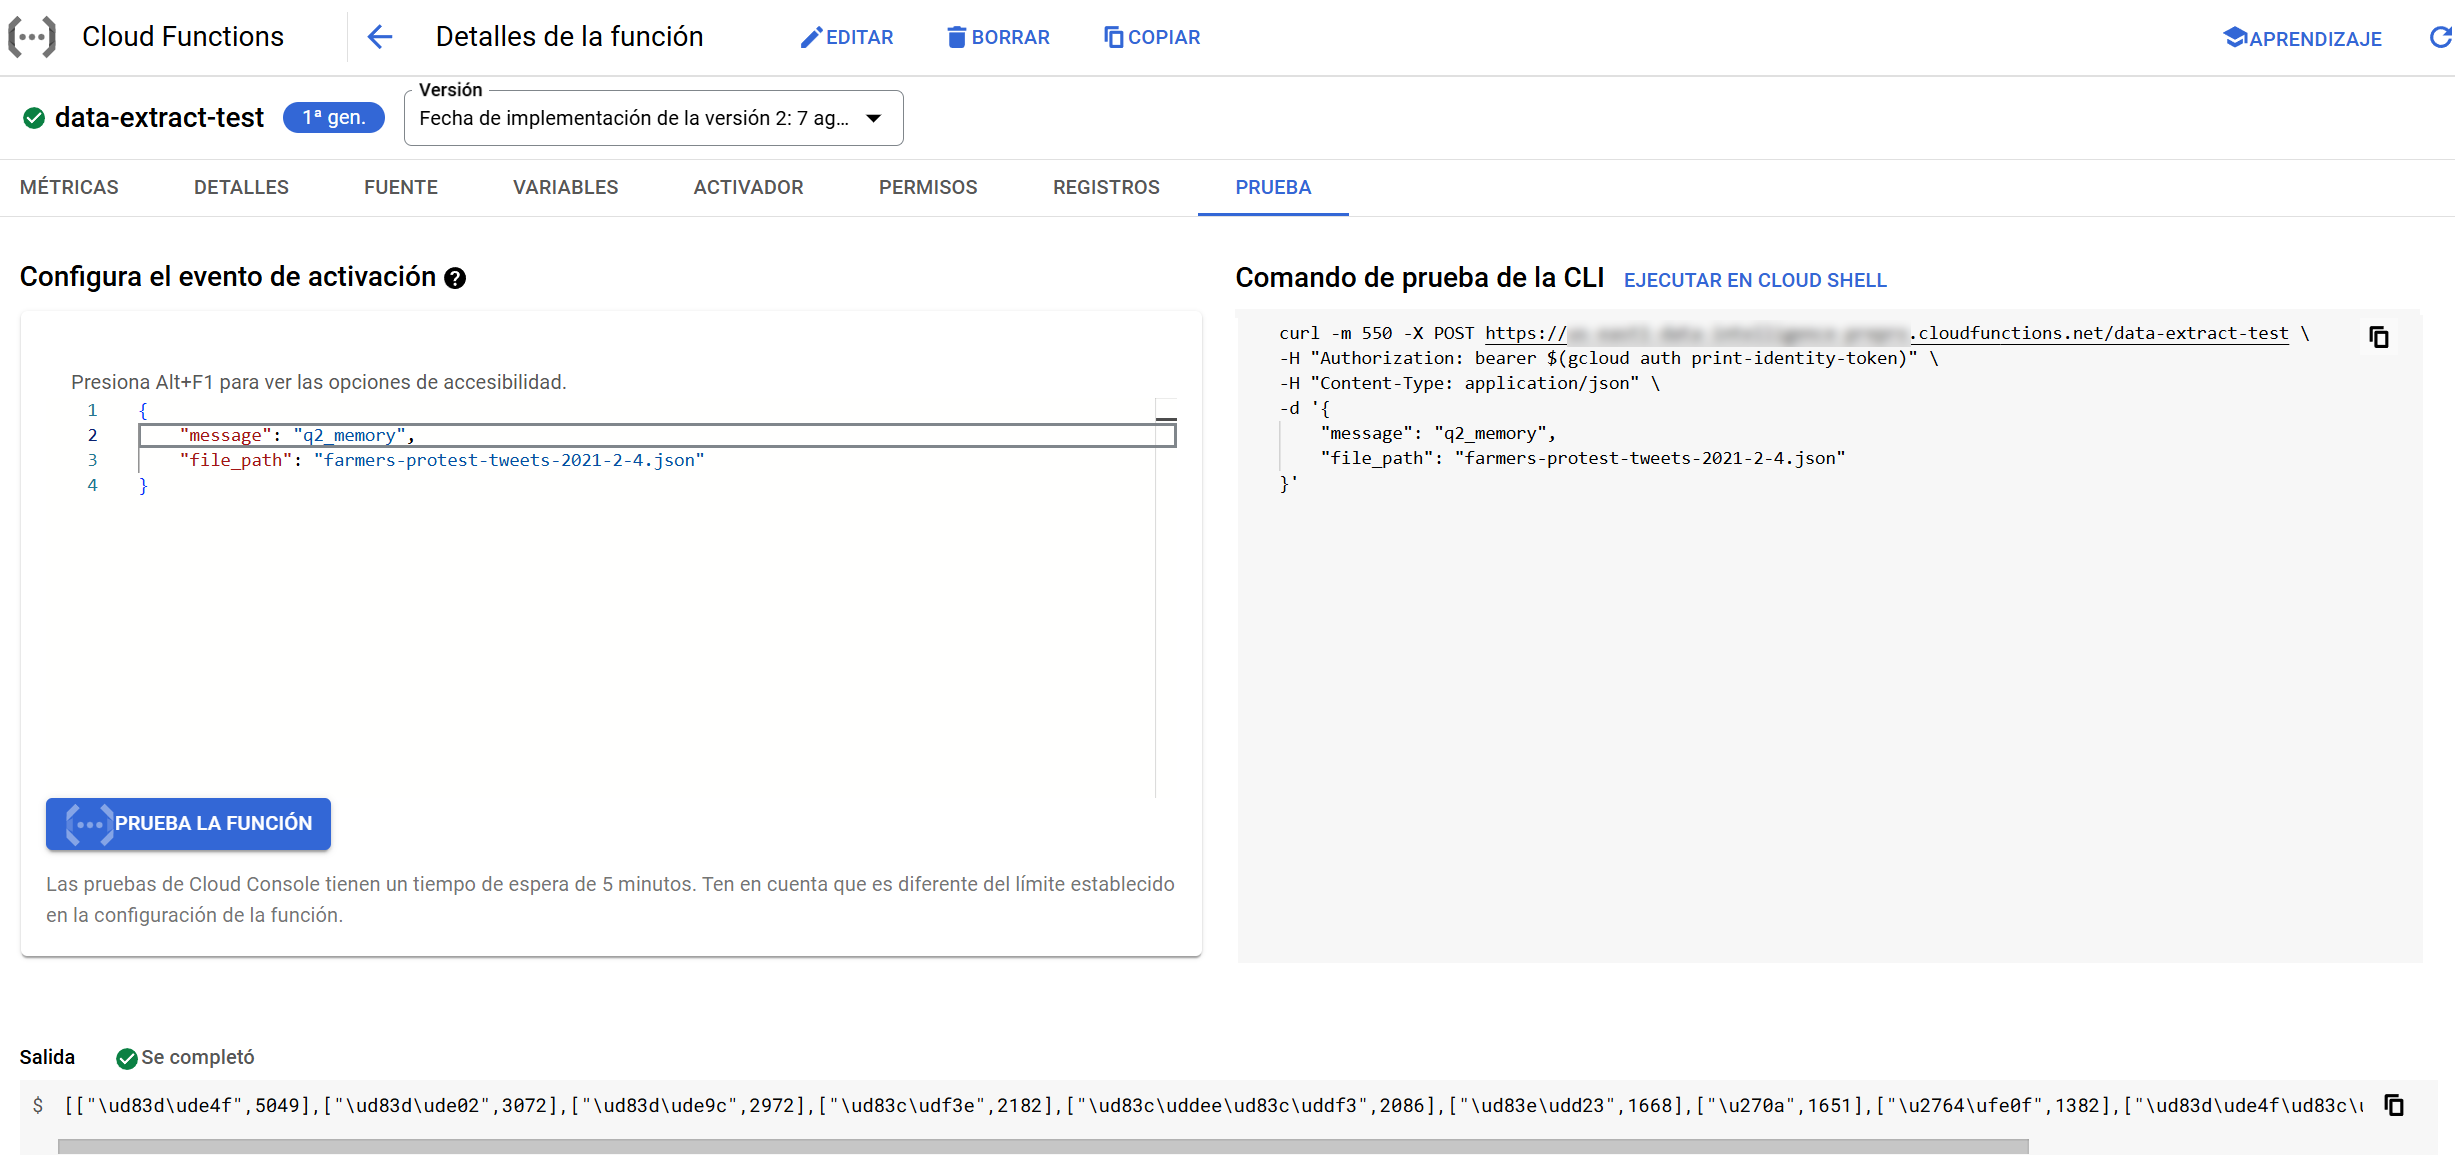 Cloud Functions
Detalles de la función
EDITAR
BORRAR
COPIAR
APRENDIZAJE
data-extract-test
1ª gen.
Versión
Fecha de implementación de la versión 2: 7 ag...
MÉTRICAS
DETALLES
FUENTE
VARIABLES
ACTIVADOR
PERMISOS
REGISTROS
PRUEBA
Configura el evento de activación
Presiona Alt+F1 para ver las opciones de accesibilidad.
1 {
2 "message": "q2_memory",
3 "file_path": "farmers-protest-tweets-2021-2-4.json"
4 }
PRUEBA LA FUNCIÓN
Las pruebas de Cloud Console tienen un tiempo de espera de 5 minutos. Ten en cuenta que es diferente del límite establecido
en la configuración de la función.
Comando de prueba de la CLI
EJECUTAR EN CLOUD SHELL
curl -m 550 -X POST https:// .cloudfunctions.net/data-extract-test \
-H "Authorization: bearer $(gcloud auth print-identity-token)" \
-H "Content-Type: application/json" \
-d '{
"message": "q2_memory",
"file_path": "farmers-protest-tweets-2021-2-4.json"
}'
Salida
Se completó
$ [["\ud83d\ude4f",5049],["\ud83d\ude02",3072],["\ud83d\ude9c",2972],["\ud83c\udf3e",2182],["\ud83c\uddee\ud83c\uddf3",2086],["\ud83e\udd23",1668],["\u270a",1651],["\u2764\ufe0f",1382],["\ud83d\ude4f\ud83c\